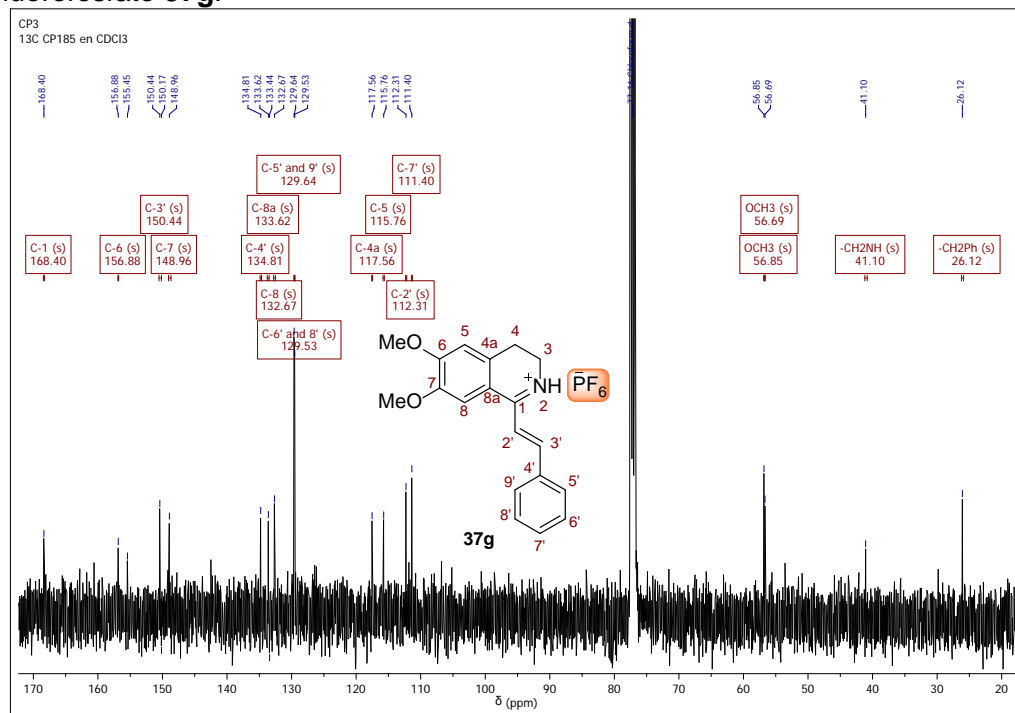 37g.
CP3
13C CP185 en CDCl3
168.40
156.88
155.45
150.44
150.17
148.96
134.81
133.62
133.44
132.67
129.64
129.53
117.56
115.76
112.31
111.40
56.85
56.69
41.10
26.12
C-5' and 9' (s)
129.64
C-7' (s)
111.40
C-3' (s)
150.44
C-8a (s)
133.62
C-5 (s)
115.76
OCH3 (s)
56.69
C-1 (s)
168.40
C-6 (s)
156.88
C-7 (s)
148.96
C-4' (s)
134.81
C-4a (s)
117.56
OCH3 (s)
56.85
-CH2NH (s)
41.10
-CH2Ph (s)
26.12
C-8 (s)
132.67
C-2' (s)
112.31
C-6' and 8' (s)
129.53
MeO
MeO
5
4
6
4a
3
7
8
8a
1
2
+
NH
PF6
2'
3'
4'
9'
5'
8'
6'
7'
37g
170 160 150 140 130 120 110 100 90 80 70 60 50 40 30 20
δ (ppm)